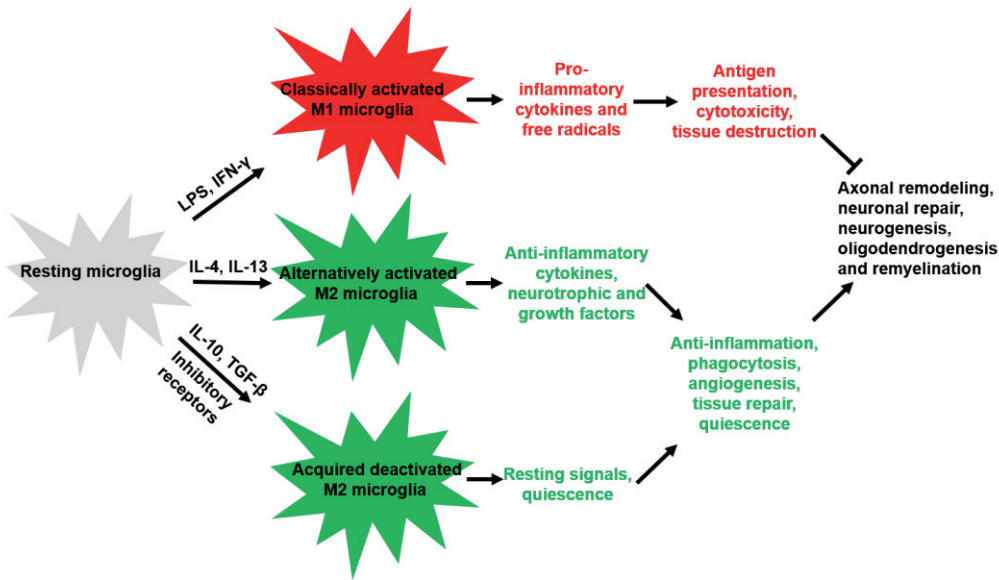 Resting microglia
LPS, IFN-γ
IL-4, IL-13
IL-10, TGF-β
Inhibitory
receptors
Classically activated
M1 microglia
Pro-
inflammatory
cytokines and
free radicals
Antigen
presentation,
cytotoxicity,
tissue destruction
Alternatively activated
M2 microglia
Anti-inflammatory
cytokines,
neurotrophic and
growth factors
Acquired deactivated
M2 microglia
Resting signals,
quiescence
Anti-inflammation,
phagocytosis,
angiogenesis,
tissue repair,
quiescence
Axonal remodeling,
neuronal repair,
neurogenesis,
oligodendrogenesis
and remyelination